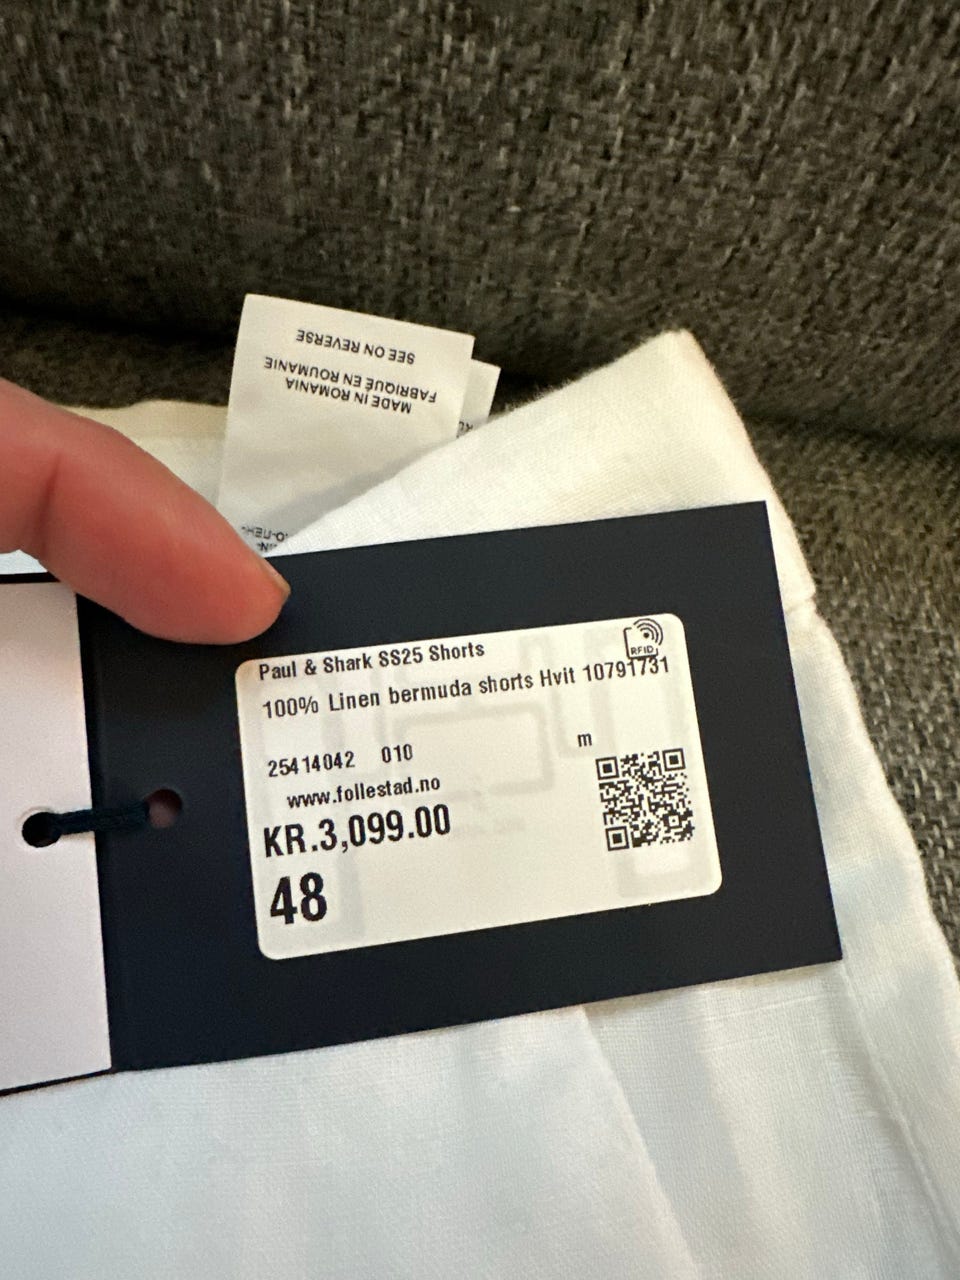 SEE ON REVERSE
FABRIQUÉ EN ROUMANIE
MADE IN ROMANIA
RFID
Paul & Shark SS25 Shorts
100% Linen bermuda shorts Hvit 10791731
25414042 010
m
www.follestad.no
KR.3,099.00
48